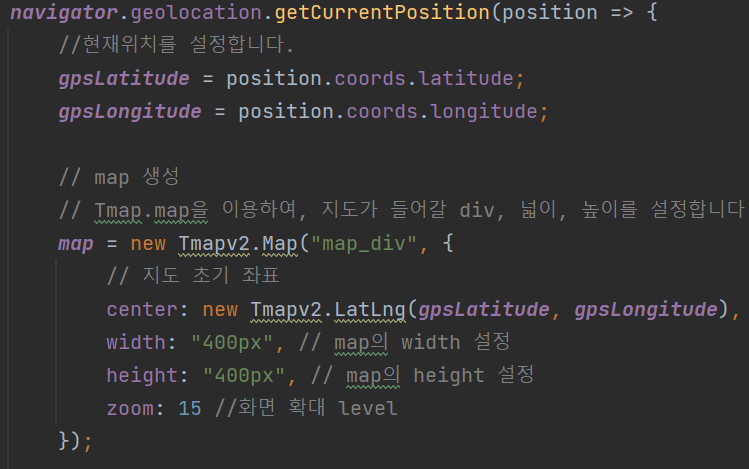 navigator.geolocation.getCurrentPosition(position => {
//현재위치를 설정합니다.
gpsLatitude = position.coords.latitude;
gpsLongitude = position.coords.longitude;
// map 생성
// Tmap.map을 이용하여, 지도가 들어갈 div, 넓이, 높이를 설정합니다
map = new Tmapv2.Map("map_div", {
// 지도 초기 좌표
center: new Tmapv2.LatLng(gpsLatitude, gpsLongitude),
width: "400px", // map의 width 설정
height: "400px", // map의 height 설정
zoom: 15 //화면 확대 level
});